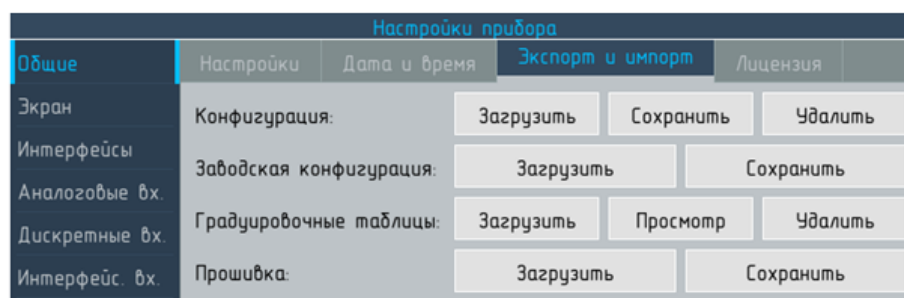 Настройки прибора
Общие
Настройки Дата и время Экспорт и импорт Лицензия
Экран
Конфигурация: Загрузить Сохранить Удалить
Интерфейсы
Заводская конфигурация: Загрузить Сохранить
Аналоговые вх.
Градуировочные таблицы: Загрузить Просмотр Удалить
Дискретные вх.
Интерфейс. вх.
Прошивка: Загрузить Сохранить